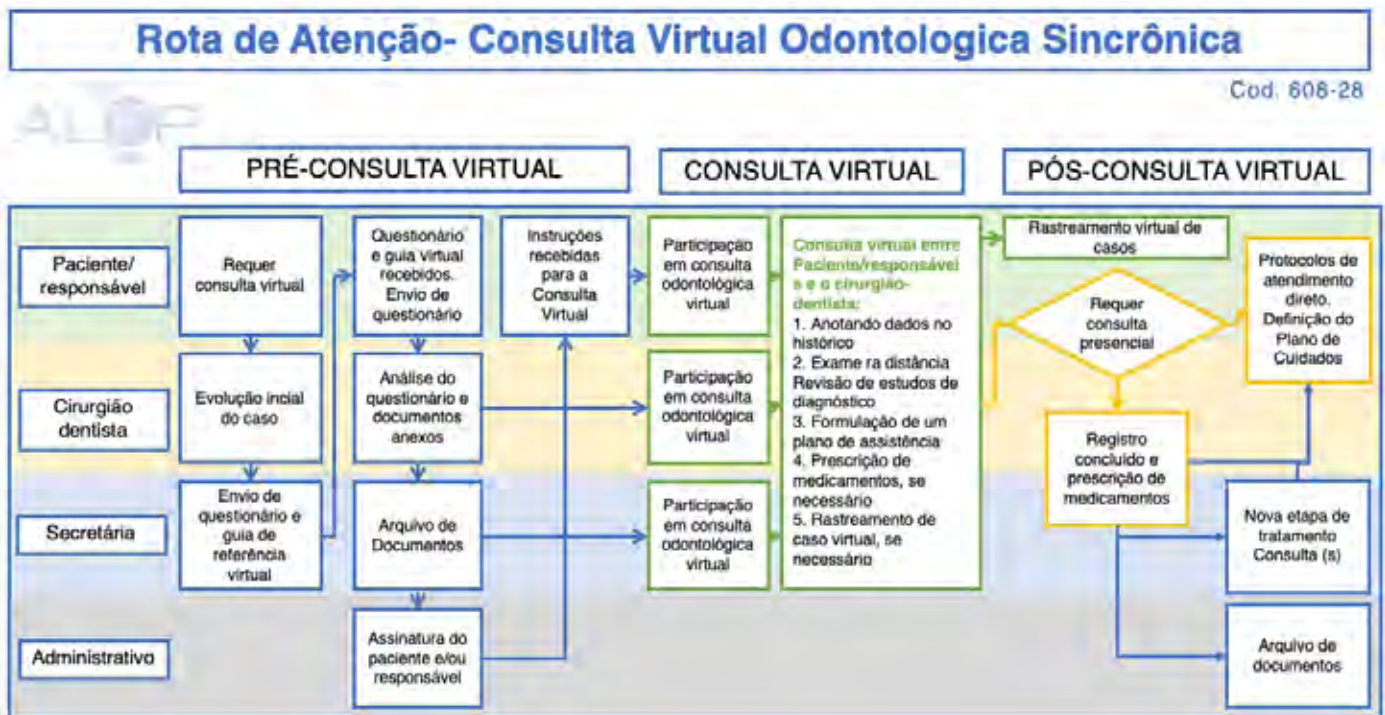 Rota de Atenção- Consulta Virtual Odontologica Sincrônica
Cod. 608-28
ALOP
PRÉ-CONSULTA VIRTUAL
CONSULTA VIRTUAL
PÓS-CONSULTA VIRTUAL
Paciente/
responsável
Requer
consulta virtual
Questionário
e guia virtual
recebidos.
Envio de
questionário
Instruções
recebidas
para a
Consulta
Virtual
Participação
em consulta
odontológica
virtual
Consulta virtual entre
Paciente/responsável
s e o cirurgião-
dentista:
1. Anotando dados no
histórico
2. Exame ra distância
Revisão de estudos de
diagnóstico
3. Formulação de um
plano de assistência
4. Prescrição de
medicamentos, se
necessário
5. Rastreamento de
caso virtual, se
necessário
Rastreamento virtual de
casos
Requer
consulta
presencial
Protocolos de
atendimento
direto.
Definição do
Plano de
Cuidados
Cirurgião
dentista
Evolução incial
do caso
Análise do
questionário e
documentos
anexos
Participação
em consulta
odontológica
virtual
Registro
concluído e
prescrição de
medicamentos
Secretária
Envio de
questionário e
guia de
referência
virtual
Arquivo de
Documentos
Participação
em consulta
odontológica
virtual
Nova etapa de
tratamento
Consulta (s)
Administrativo
Assinatura do
paciente e/ou
responsável
Arquivo de
documentos